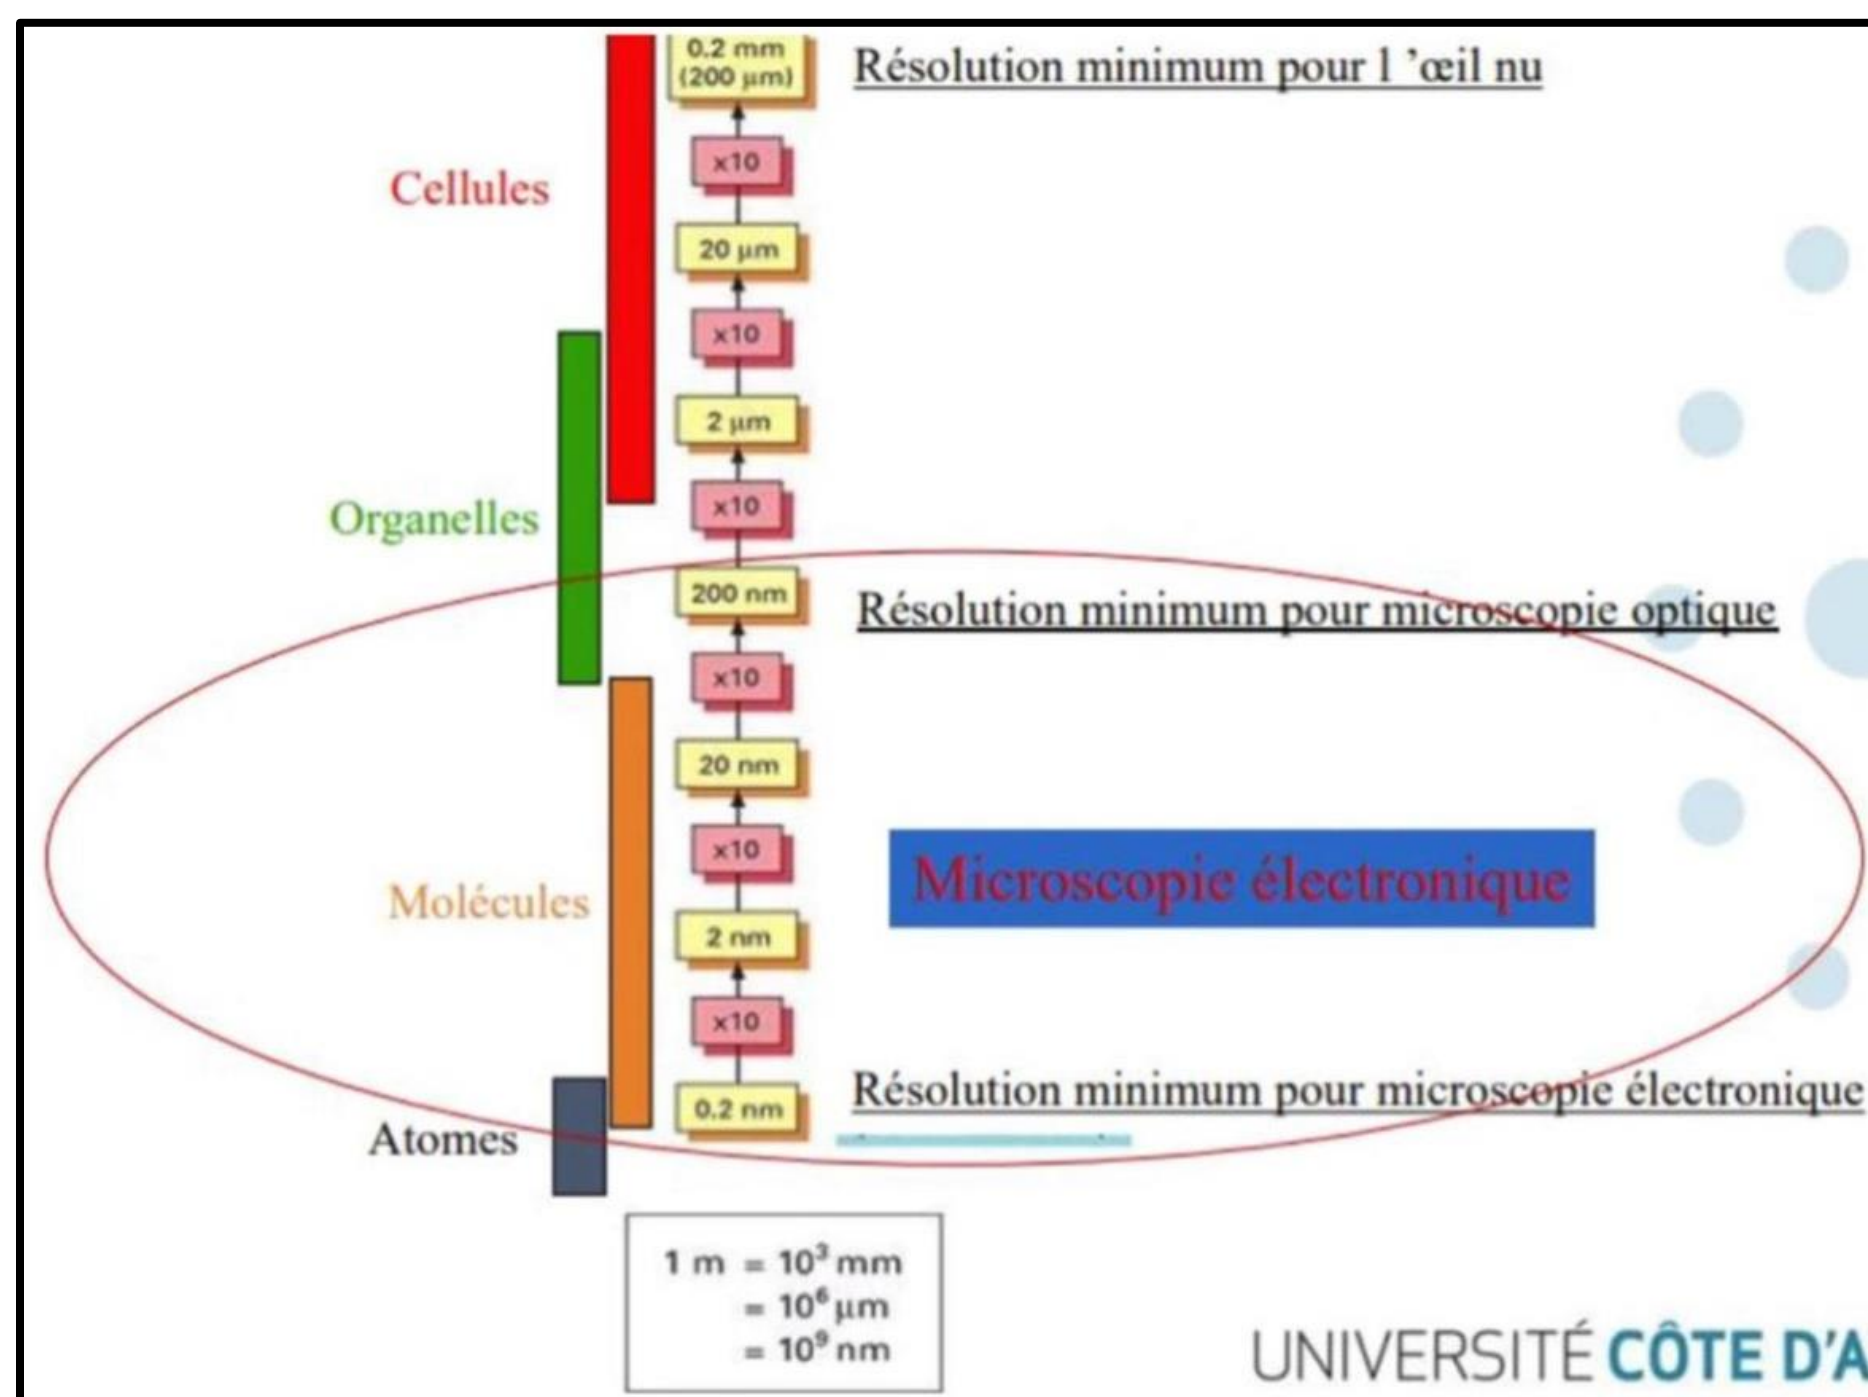 0.2 mm
(200 µm)
Résolution minimum pour l ’œil nu
x10
Cellules
20 µm
x10
2 µm
x10
Organelles
200 nm
Résolution minimum pour microscopie optique
x10
20 nm
x10
Microscopie électronique
Molécules
2 nm
x10
0.2 nm
Résolution minimum pour microscopie électronique
Atomes
1 m = 10³ mm
= 10⁶ µm
= 10⁹ nm
UNIVERSITÉ CÔTE D'A